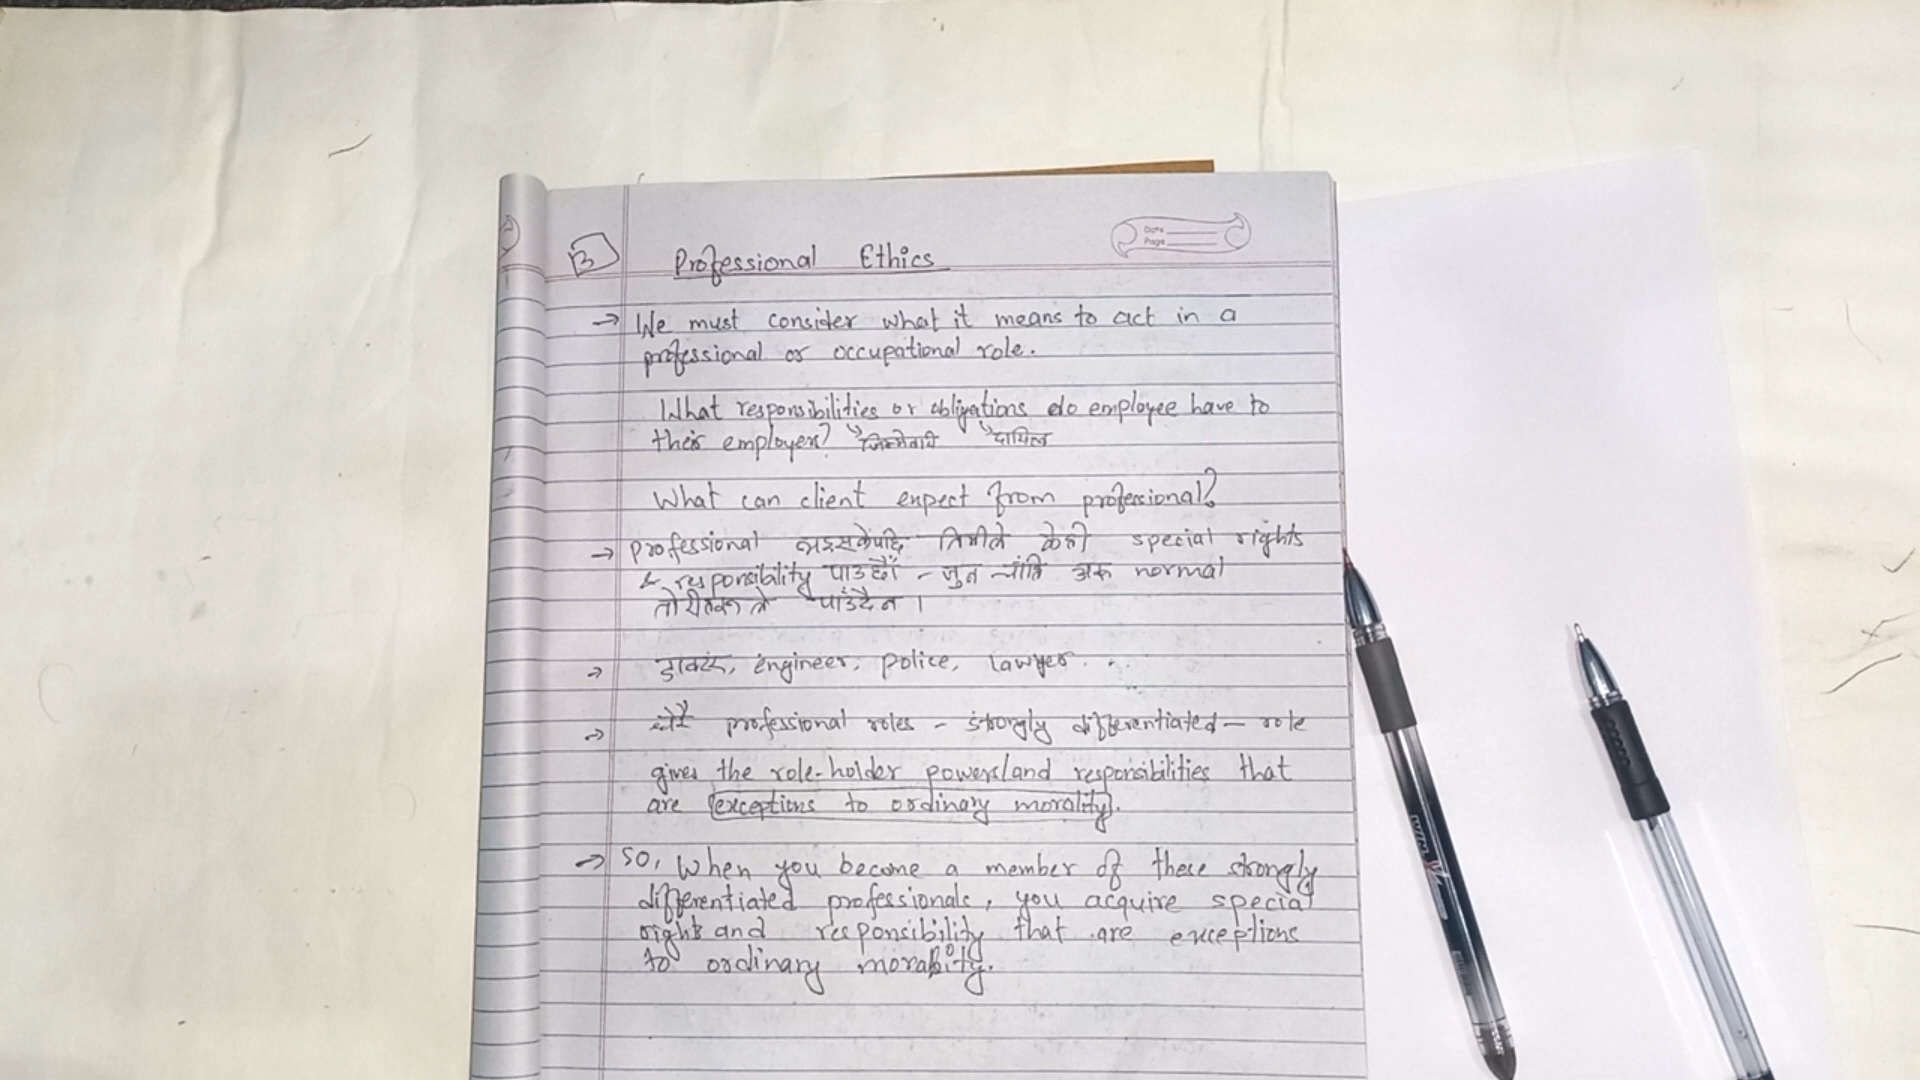 B
Professional Ethics
Date
Page
→ We must consider what it means to act in a
professional or occupational role.
What responsibilities or obligations do employee have to
their employer? जिम्मेवारी दायित्व
What can client expect from professional?
→ Professional भइसकेपछि तिमीले केही special rights
& responsibility पाउछौं - जुन चांहि अरू normal
ले पांउदैन ।
→ डाक्टर, engineer, police, lawyer...
→ professional roles - strongly differentiated - role
gives the role-holder powers/and responsibilities that
are exceptions to ordinary morality.
→ So, When you become a member of these strongly
differentiated professionals, you acquire special
rights and responsibility that are exceptions
to ordinary morality.